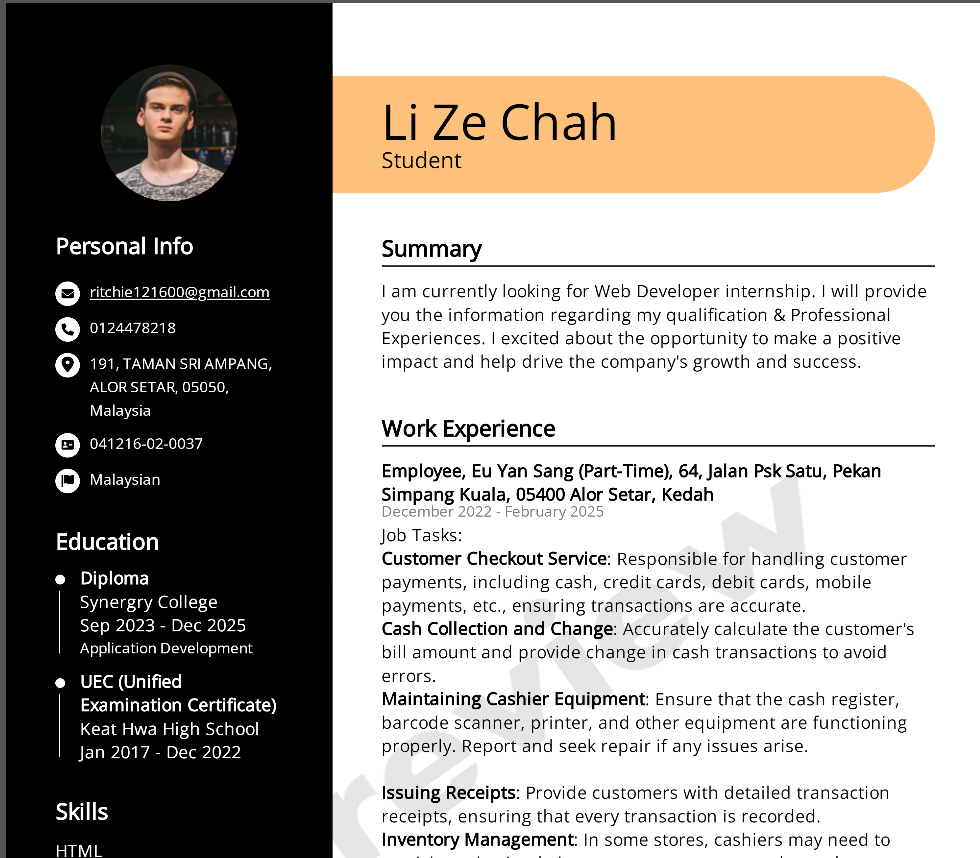 Li Ze Chah
Student
Personal Info
ritchie121600@gmail.com
0124478218
191, TAMAN SRI AMPANG,
ALOR SETAR, 05050,
Malaysia
041216-02-0037
Malaysian
Education
Diploma
Synergry College
Sep 2023 - Dec 2025
Application Development
UEC (Unified
Examination Certificate)
Keat Hwa High School
Jan 2017 - Dec 2022
Skills
HTML
Summary
I am currently looking for Web Developer internship. I will provide
you the information regarding my qualification & Professional
Experiences. I excited about the opportunity to make a positive
impact and help drive the company's growth and success.
Work Experience
Employee, Eu Yan Sang (Part-Time), 64, Jalan Psk Satu, Pekan
Simpang Kuala, 05400 Alor Setar, Kedah
December 2022 - February 2025
Job Tasks:
Customer Checkout Service: Responsible for handling customer
payments, including cash, credit cards, debit cards, mobile
payments, etc., ensuring transactions are accurate.
Cash Collection and Change: Accurately calculate the customer's
bill amount and provide change in cash transactions to avoid
errors.
Maintaining Cashier Equipment: Ensure that the cash register,
barcode scanner, printer, and other equipment are functioning
properly. Report and seek repair if any issues arise.
Issuing Receipts: Provide customers with detailed transaction
receipts, ensuring that every transaction is recorded.
Inventory Management: In some stores, cashiers may need to
review